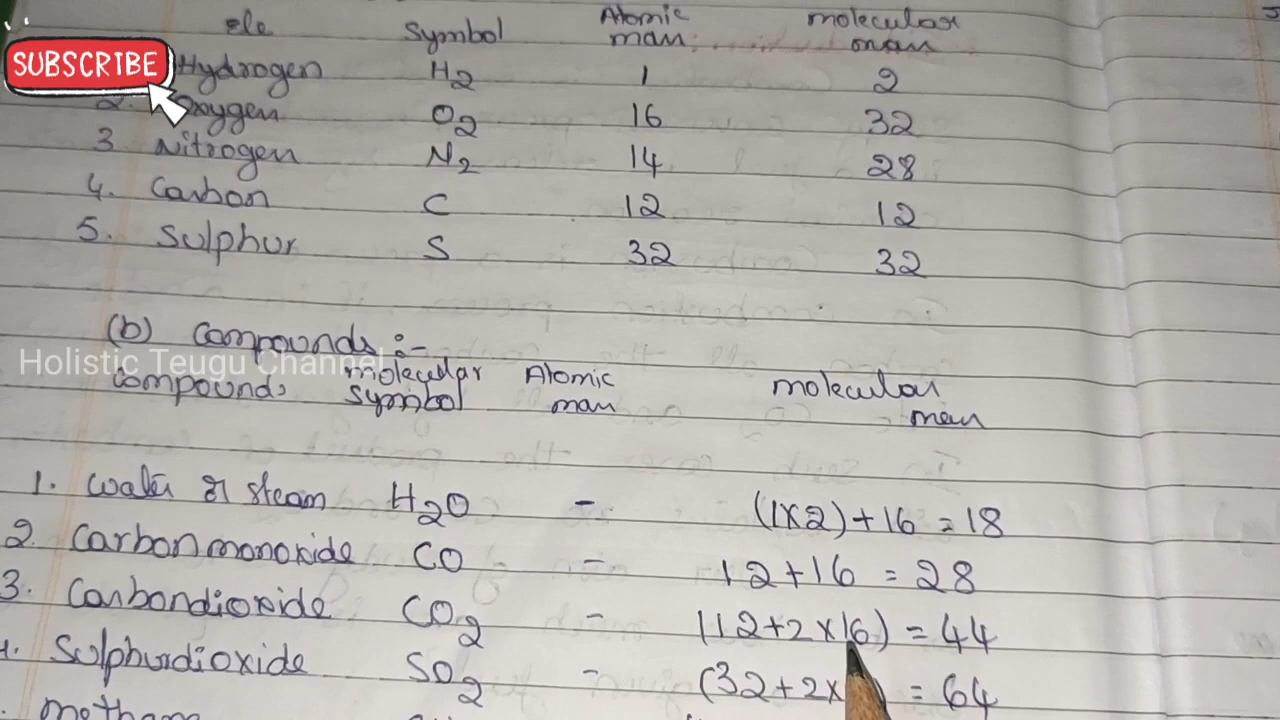 ele Symbol Atomic mass molecular mass
SUBSCRIBE
Hydrogen H2 1 2
2. Oxygen O2 16 32
3 Nitrogen N2 14 28
4. Carbon C 12 12
5. Sulphur S 32 32
(b) Compounds :-
Holistic Teugu Channel
Compounds molecular symbol Atomic mass molecular mass
1. Water or steam H2O - (1x2)+16 = 18
2. Carbonmonoxide CO - 12+16 = 28
3. Carbondioxide CO2 - (12+2x16) = 44
4. Sulphurdioxide SO2 - (32+2x ) = 64